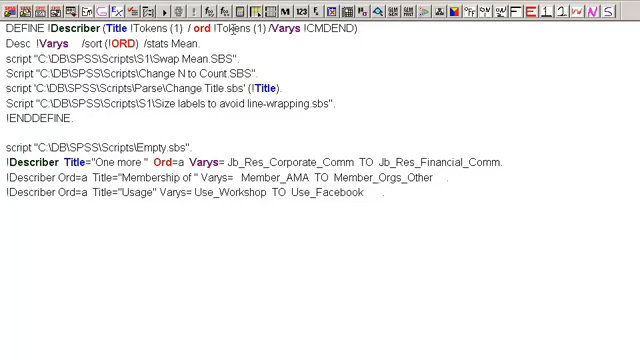 DEFINE !Describer (Title !Tokens (1) / ord !Tokens (1) /Varys !CMDEND)
Desc !Varys /sort (!ORD) /stats Mean.
script "C:\DB\SPSS\Scripts\S1\Swap Mean.SBS".
Script "C:\DB\SPSS\Scripts\Change N to Count.SBS".
script 'C:\DB\SPSS\Scripts\Parse\Change Title.sbs' (!Title).
Script "C:\DB\SPSS\Scripts\S1\Size labels to avoid line-wrapping.sbs".
!ENDDEFINE.
script "C:\DB\SPSS\Scripts\Empty.sbs".
!Describer Title="One more " Ord=a Varys= Jb_Res_Corporate_Comm TO Jb_Res_Financial_Comm.
!Describer Ord=a Title="Membership of " Varys= Member_AMA TO Member_Orgs_Other .
!Describer Ord=a Title="Usage" Varys= Use_Workshop TO Use_Facebook .